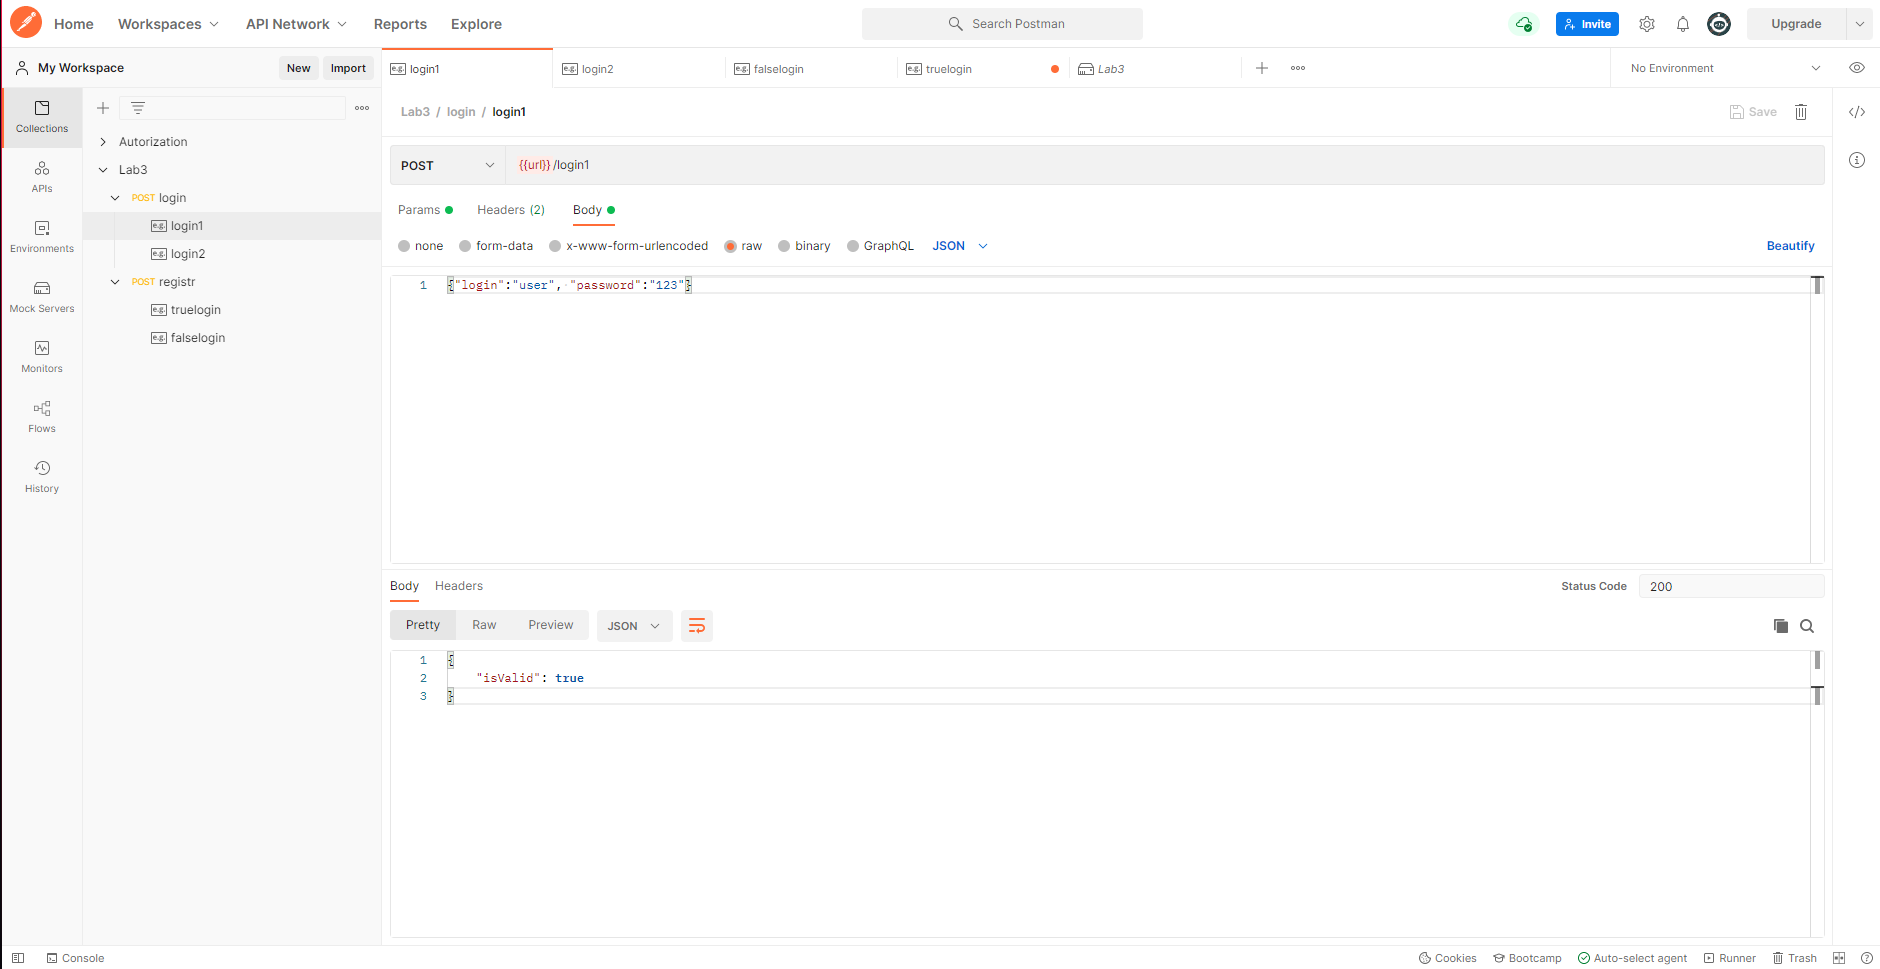 Home Workspaces API Network Reports Explore Search Postman Invite Upgrade
My Workspace New Import login1 login2 falselogin truelogin Lab3 No Environment
Collections
APIs
Environments
Mock Servers
Monitors
Flows
History
Autorization
Lab3
POST login
e.g. login1
e.g. login2
POST registr
e.g. truelogin
e.g. falselogin
Lab3 / login / login1 Save
POST {{url}}/login1
Params Headers (2) Body
none form-data x-www-form-urlencoded raw binary GraphQL JSON Beautify
1 {"login":"user", "password":"123"}
Body Headers Status Code 200
Pretty Raw Preview JSON
1 {
2 "isValid": true
3 }
Console Cookies Bootcamp Auto-select agent Runner Trash